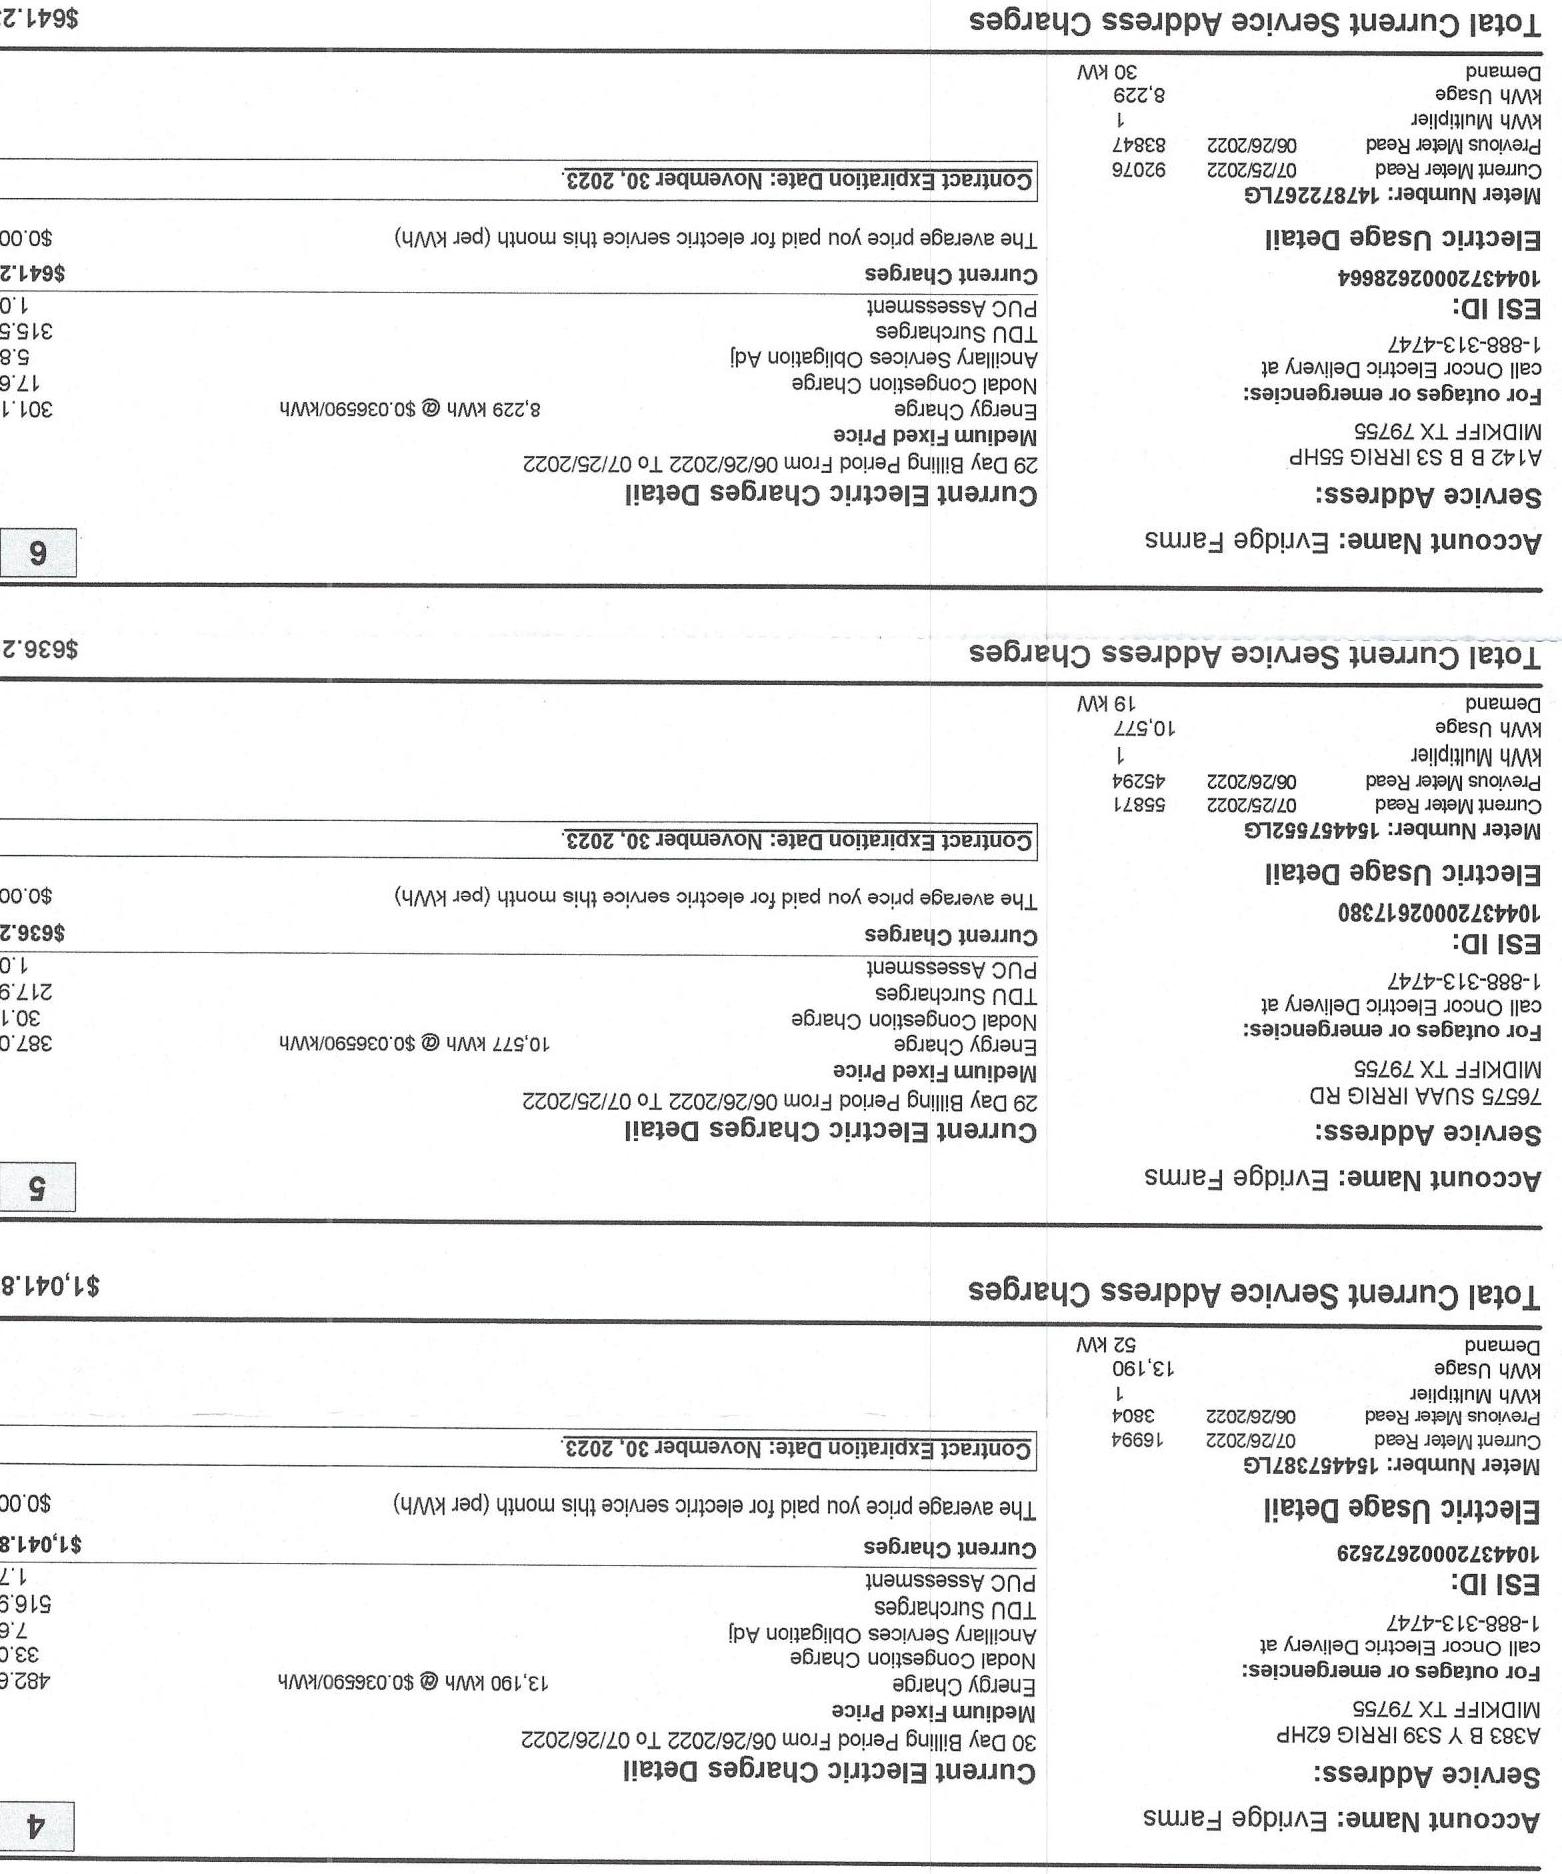 4
Account Name: Evridge Farms
Service Address:
A383 B Y S39 IRRIG 62HP
MIDKIFF TX 79755
For outages or emergencies:
call Oncor Electric Delivery at
1-888-313-4747
ESI ID:
10443720002672529
Electric Usage Detail
Meter Number: 154457387LG
Current Meter Read 07/26/2022 16994
Previous Meter Read 06/26/2022 3804
kWh Multiplier 1
kWh Usage 13,190
Demand 52 kW
Current Electric Charges Detail
30 Day Billing Period From 06/26/2022 To 07/26/2022
Medium Fixed Price
Energy Charge 13,190 kWh @ $0.036590/kWh 482.6
Nodal Congestion Charge 33.0
Ancillary Services Obligation Adj 7.6
TDU Surcharges 516.9
PUC Assessment 1.7
Current Charges $1,041.8
The average price you paid for electric service this month (per kWh) $0.00
Contract Expiration Date: November 30, 2023.
Total Current Service Address Charges $1,041.8
5
Account Name: Evridge Farms
Service Address:
76575 SUAA IRRIG RD
MIDKIFF TX 79755
For outages or emergencies:
call Oncor Electric Delivery at
1-888-313-4747
ESI ID:
10443720002617380
Electric Usage Detail
Meter Number: 154457552LG
Current Meter Read 07/25/2022 55871
Previous Meter Read 06/26/2022 45294
kWh Multiplier 1
kWh Usage 10,577
Demand 19 kW
Current Electric Charges Detail
29 Day Billing Period From 06/26/2022 To 07/25/2022
Medium Fixed Price
Energy Charge 10,577 kWh @ $0.036590/kWh 387.0
Nodal Congestion Charge 30.1
TDU Surcharges 217.9
PUC Assessment 1.0
Current Charges $636.2
The average price you paid for electric service this month (per kWh) $0.00
Contract Expiration Date: November 30, 2023.
Total Current Service Address Charges $636.2
6
Account Name: Evridge Farms
Service Address:
A142 B B S3 IRRIG 55HP
MIDKIFF TX 79755
For outages or emergencies:
call Oncor Electric Delivery at
1-888-313-4747
ESI ID:
10443720002628664
Electric Usage Detail
Meter Number: 147872267LG
Current Meter Read 07/25/2022 92076
Previous Meter Read 06/26/2022 83847
kWh Multiplier 1
kWh Usage 8,229
Demand 30 kW
Current Electric Charges Detail
29 Day Billing Period From 06/26/2022 To 07/25/2022
Medium Fixed Price
Energy Charge 8,229 kWh @ $0.036590/kWh 301.1
Nodal Congestion Charge 17.6
Ancillary Services Obligation Adj 5.8
TDU Surcharges 315.5
PUC Assessment 1.0
Current Charges $641.2
The average price you paid for electric service this month (per kWh) $0.00
Contract Expiration Date: November 30, 2023.
Total Current Service Address Charges $641.2